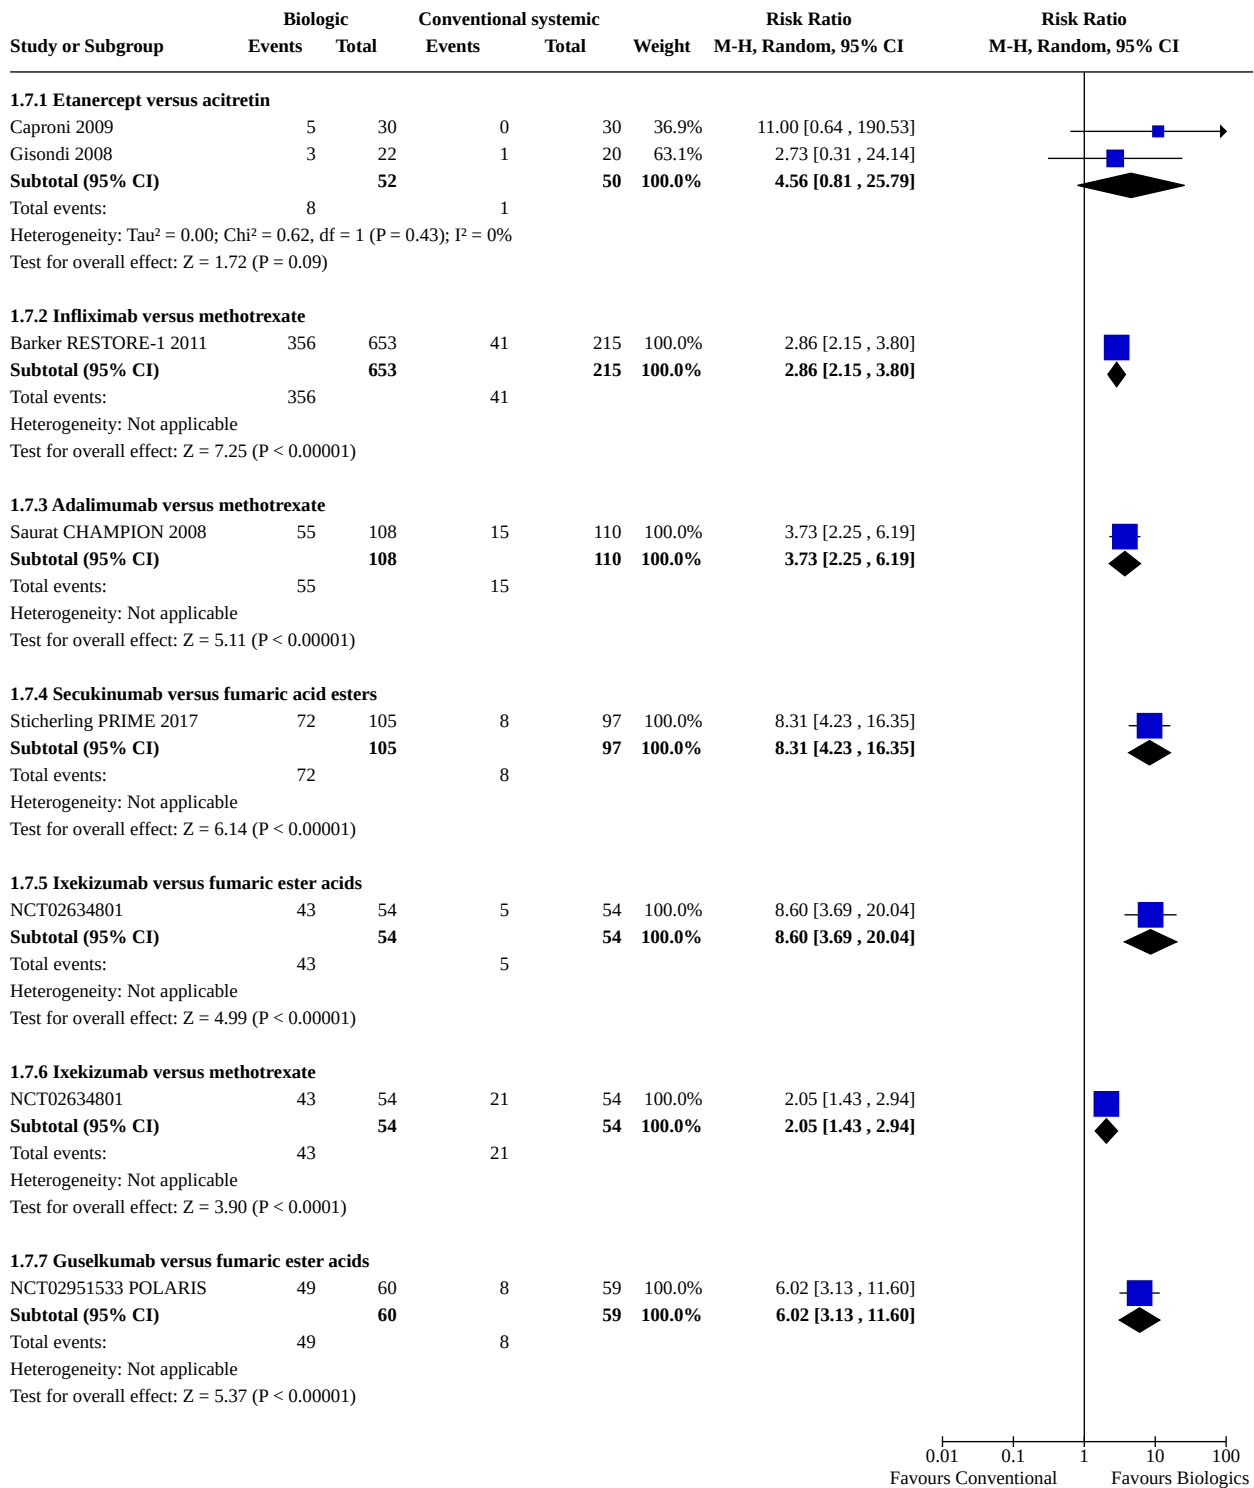 Biologic Conventional systemic Risk Ratio Risk Ratio
Study or Subgroup Events Total Events Total Weight M-H, Random, 95% CI M-H, Random, 95% CI
1.7.1 Etanercept versus acitretin
Caproni 2009 5 30 0 30 36.9% 11.00 [0.64 , 190.53]
Gisondi 2008 3 22 1 20 63.1% 2.73 [0.31 , 24.14]
Subtotal (95% CI) 52 50 100.0% 4.56 [0.81 , 25.79]
Total events: 8 1
Heterogeneity: Tau² = 0.00; Chi² = 0.62, df = 1 (P = 0.43); I² = 0%
Test for overall effect: Z = 1.72 (P = 0.09)
1.7.2 Infliximab versus methotrexate
Barker RESTORE-1 2011 356 653 41 215 100.0% 2.86 [2.15 , 3.80]
Subtotal (95% CI) 653 215 100.0% 2.86 [2.15 , 3.80]
Total events: 356 41
Heterogeneity: Not applicable
Test for overall effect: Z = 7.25 (P < 0.00001)
1.7.3 Adalimumab versus methotrexate
Saurat CHAMPION 2008 55 108 15 110 100.0% 3.73 [2.25 , 6.19]
Subtotal (95% CI) 108 110 100.0% 3.73 [2.25 , 6.19]
Total events: 55 15
Heterogeneity: Not applicable
Test for overall effect: Z = 5.11 (P < 0.00001)
1.7.4 Secukinumab versus fumaric acid esters
Sticherling PRIME 2017 72 105 8 97 100.0% 8.31 [4.23 , 16.35]
Subtotal (95% CI) 105 97 100.0% 8.31 [4.23 , 16.35]
Total events: 72 8
Heterogeneity: Not applicable
Test for overall effect: Z = 6.14 (P < 0.00001)
1.7.5 Ixekizumab versus fumaric ester acids
NCT02634801 43 54 5 54 100.0% 8.60 [3.69 , 20.04]
Subtotal (95% CI) 54 54 100.0% 8.60 [3.69 , 20.04]
Total events: 43 5
Heterogeneity: Not applicable
Test for overall effect: Z = 4.99 (P < 0.00001)
1.7.6 Ixekizumab versus methotrexate
NCT02634801 43 54 21 54 100.0% 2.05 [1.43 , 2.94]
Subtotal (95% CI) 54 54 100.0% 2.05 [1.43 , 2.94]
Total events: 43 21
Heterogeneity: Not applicable
Test for overall effect: Z = 3.90 (P < 0.0001)
1.7.7 Guselkumab versus fumaric ester acids
NCT02951533 POLARIS 49 60 8 59 100.0% 6.02 [3.13 , 11.60]
Subtotal (95% CI) 60 59 100.0% 6.02 [3.13 , 11.60]
Total events: 49 8
Heterogeneity: Not applicable
Test for overall effect: Z = 5.37 (P < 0.00001)
0.01 0.1 1 10 100
Favours Conventional Favours Biologics